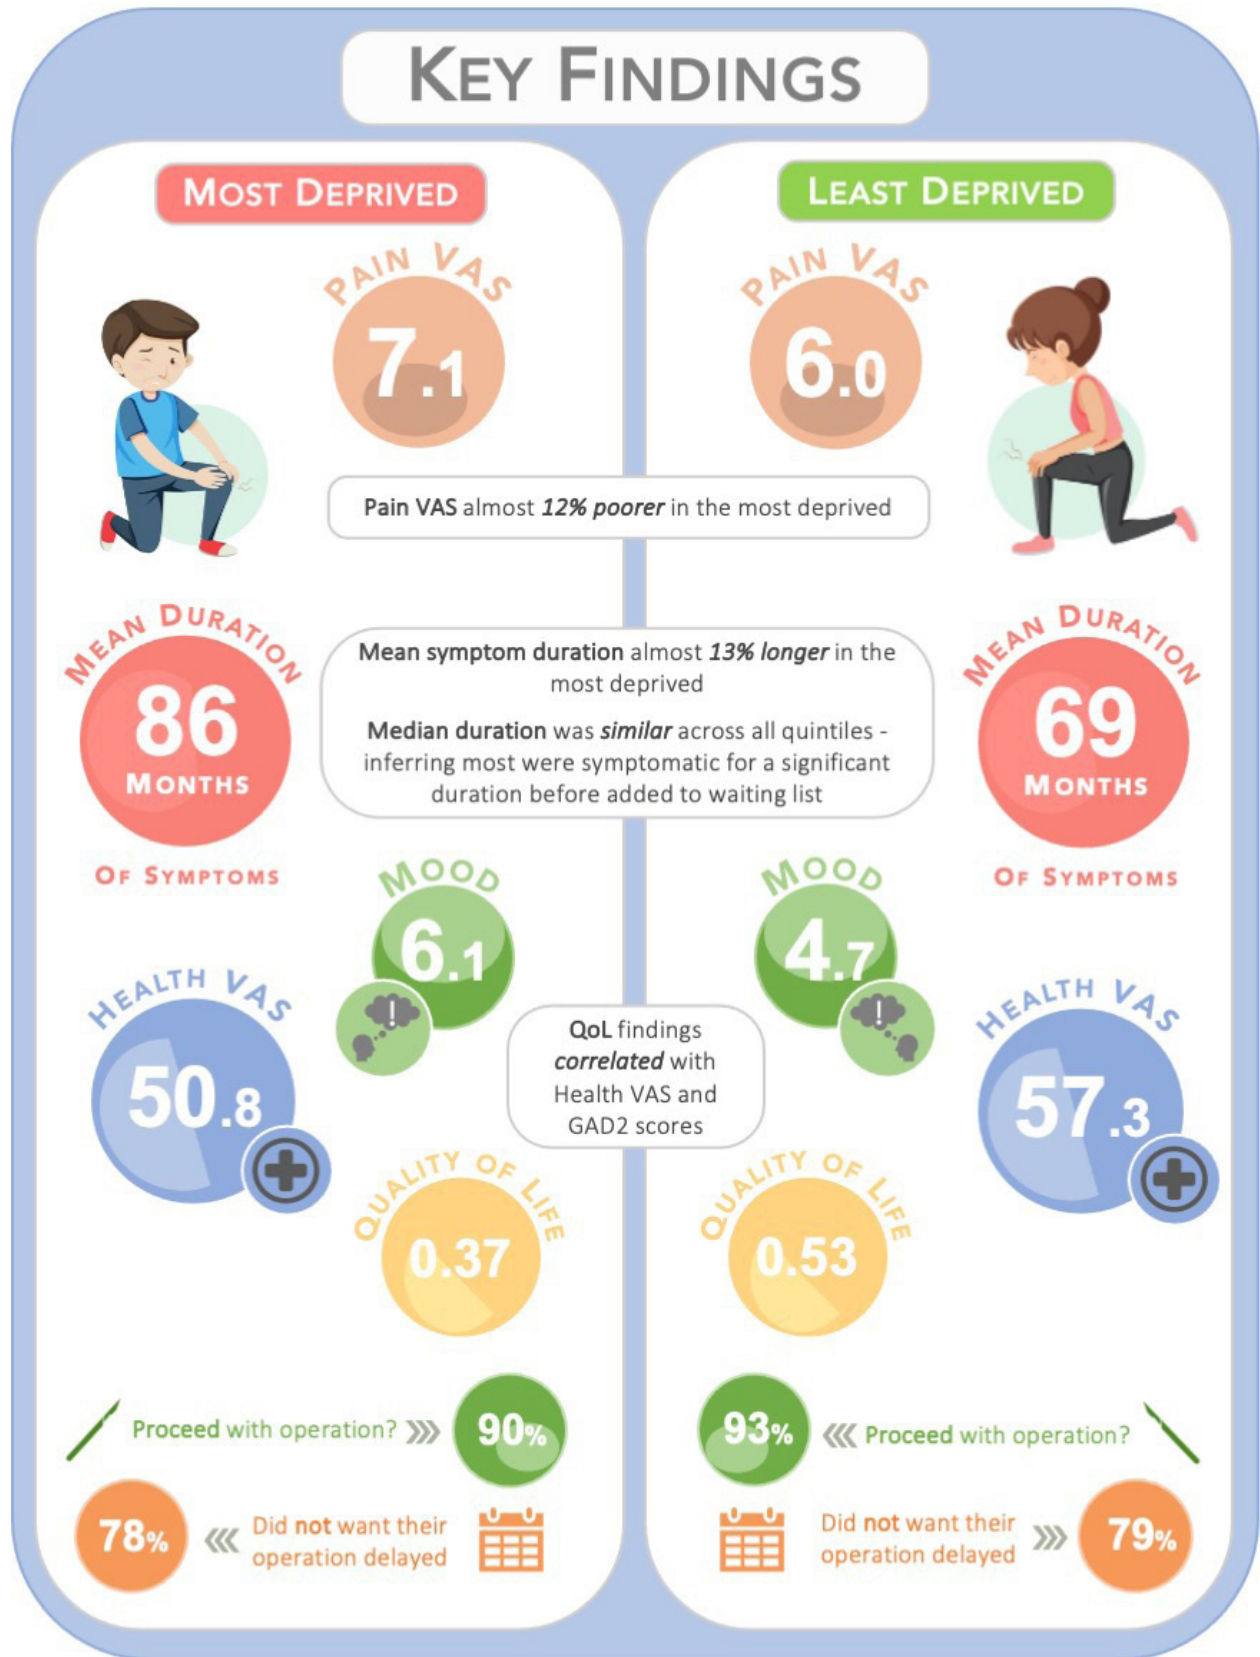 KEY FINDINGS
MOST DEPRIVED
PAIN VAS
7.1
LEAST DEPRIVED
PAIN VAS
6.0
Pain VAS almost 12% poorer in the most deprived
MEAN DURATION
86
MONTHS
OF SYMPTOMS
Mean symptom duration almost 13% longer in the
most deprived
Median duration was similar across all quintiles -
inferring most were symptomatic for a significant
duration before added to waiting list
MEAN DURATION
69
MONTHS
OF SYMPTOMS
MOOD
6.1
MOOD
4.7
HEALTH VAS
50.8
QoL findings
correlated with
Health VAS and
GAD2 scores
HEALTH VAS
57.3
QUALITY OF LIFE
0.37
QUALITY OF LIFE
0.53
Proceed with operation?
90%
93%
Proceed with operation?
78%
Did not want their
operation delayed
Did not want their
operation delayed
79%